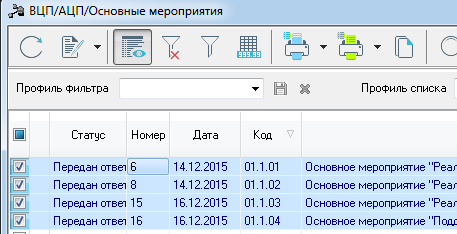 ВЦП/АЦП/Основные мероприятия
Профиль фильтра Профиль списка
Статус Номер Дата Код
Передан ответ 6 14.12.2015 01.1.01 Основное мероприятие "Реал
Передан ответ 8 14.12.2015 01.1.02 Основное мероприятие "Реал
Передан ответ 15 16.12.2015 01.1.03 Основное мероприятие "Реал
Передан ответ 16 16.12.2015 01.1.04 Основное мероприятие "Подд